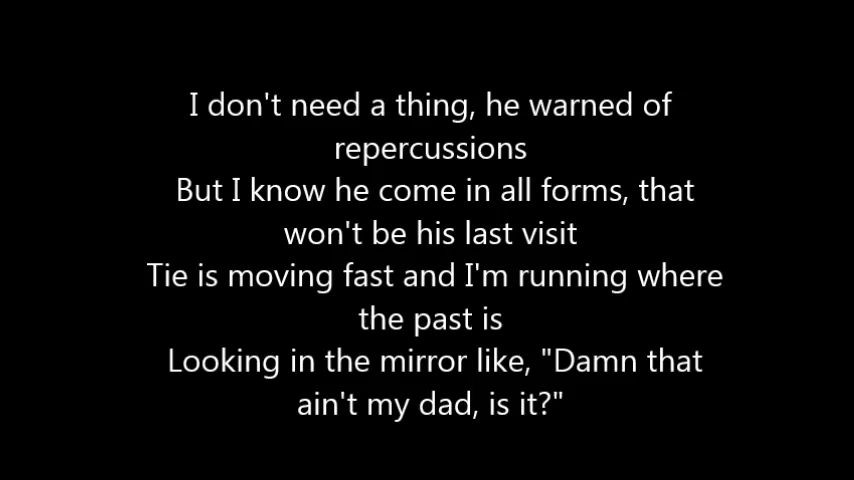 I don't need a thing, he warned of
repercussions
But I know he come in all forms, that
won't be his last visit
Tie is moving fast and I'm running where
the past is
Looking in the mirror like, "Damn that
ain't my dad, is it?"